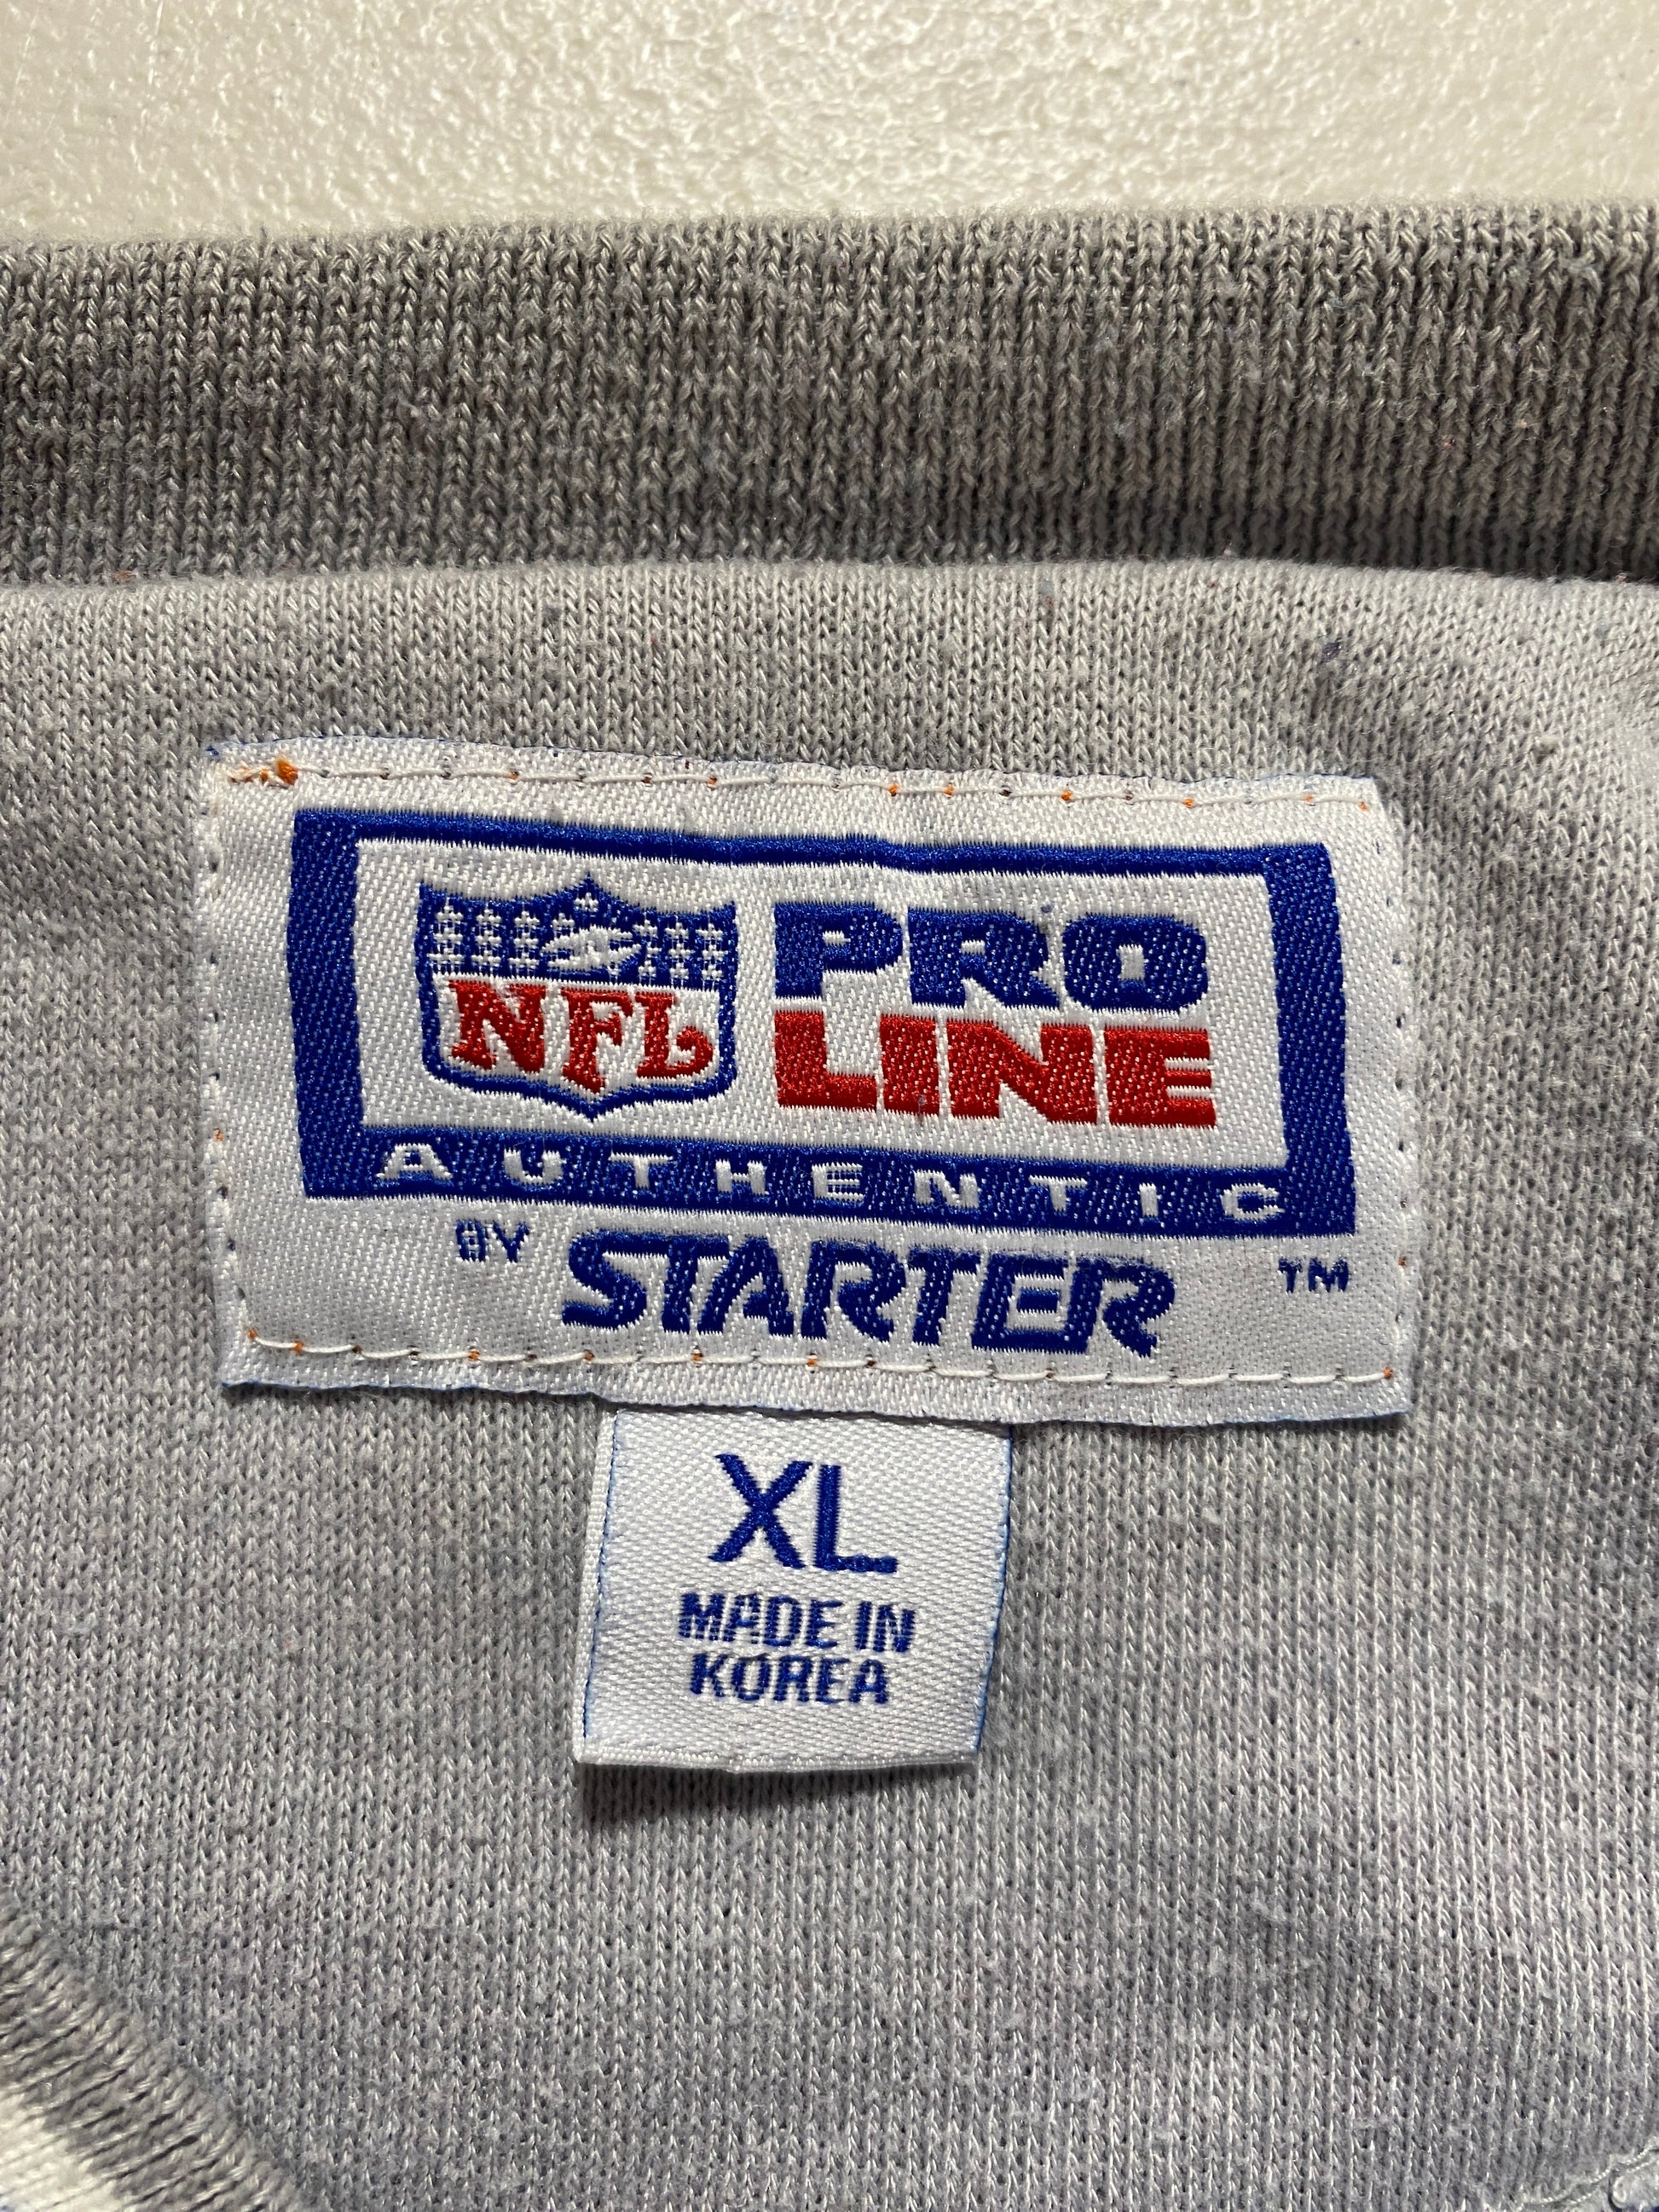 NFL PRO
LINE
AUTHENTIC
BY STARTER TM
XL
MADE IN
KOREA